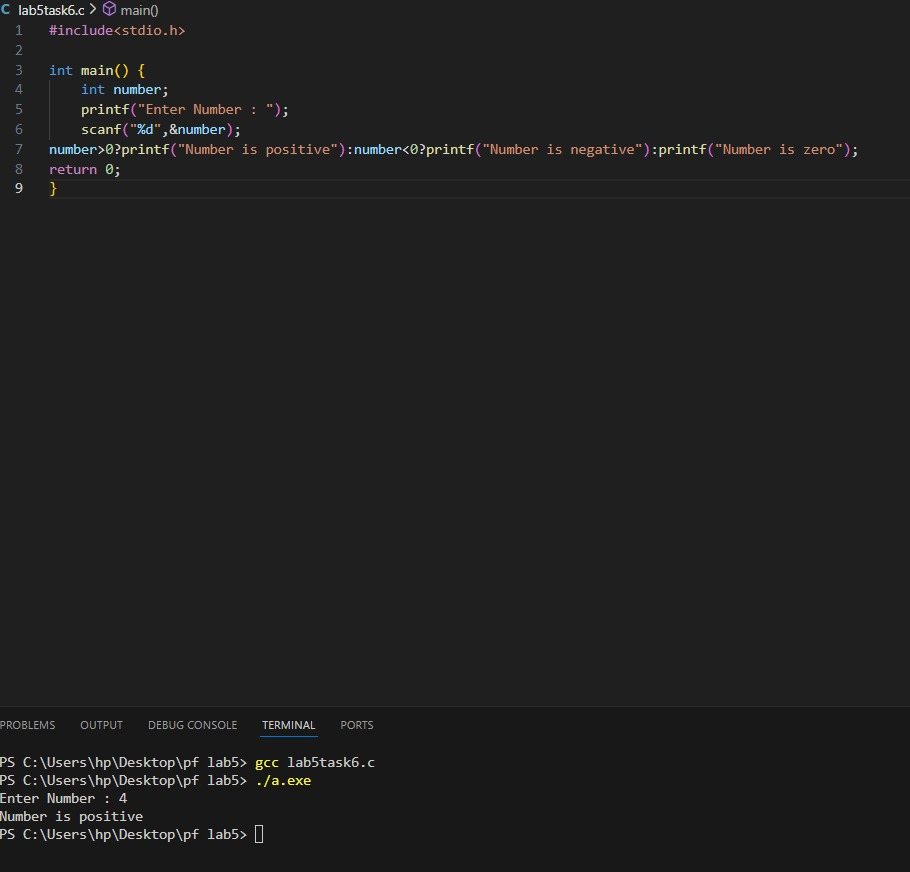 C lab5task6.c > main()
1 #include<stdio.h>
2
3 int main() {
4     int number;
5     printf("Enter Number : ");
6     scanf("%d",&number);
7 number>0?printf("Number is positive"):number<0?printf("Number is negative"):printf("Number is zero");
8 return 0;
9 }
PROBLEMS OUTPUT DEBUG CONSOLE TERMINAL PORTS
PS C:\Users\hp\Desktop\pf lab5> gcc lab5task6.c
PS C:\Users\hp\Desktop\pf lab5> ./a.exe
Enter Number : 4
Number is positive
PS C:\Users\hp\Desktop\pf lab5>